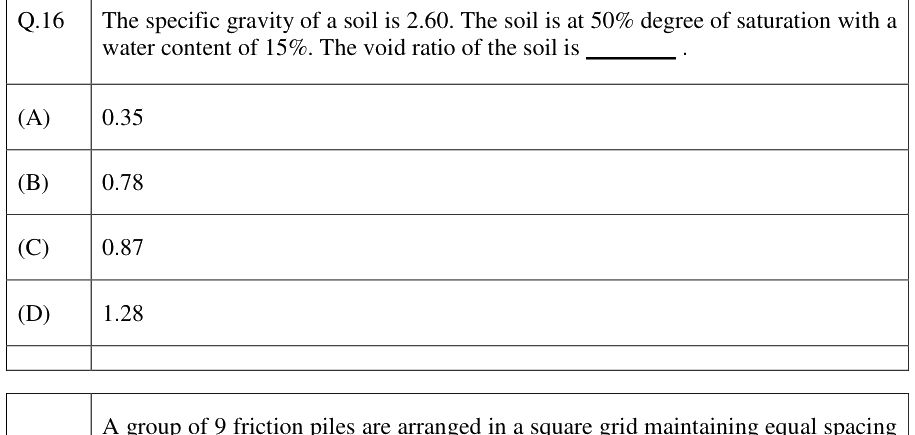 Q.16 The specific gravity of a soil is 2.60. The soil is at 50% degree of saturation with a
water content of 15%. The void ratio of the soil is ________ .
(A) 0.35
(B) 0.78
(C) 0.87
(D) 1.28
A group of 9 friction piles are arranged in a square grid maintaining equal spacing